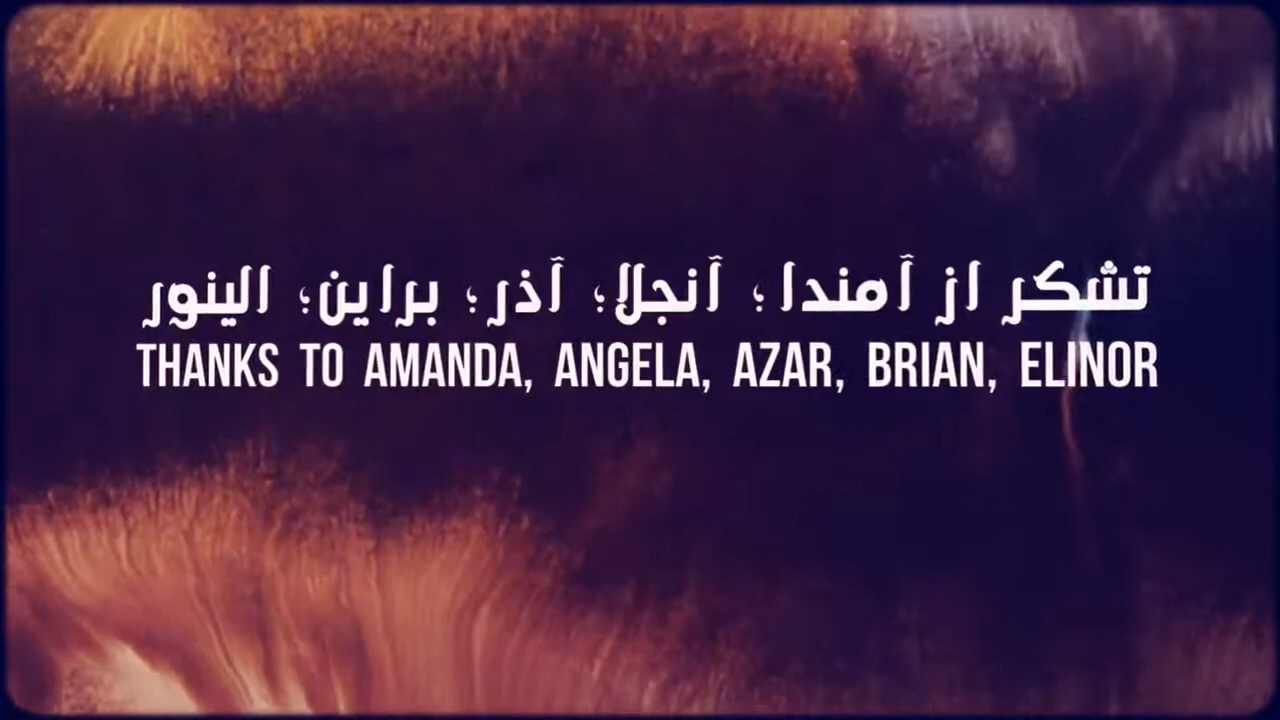 تشکر از آمندا؛ آنجلا؛ آذر؛ براین؛ الینور
THANKS TO AMANDA, ANGELA, AZAR, BRIAN, ELINOR